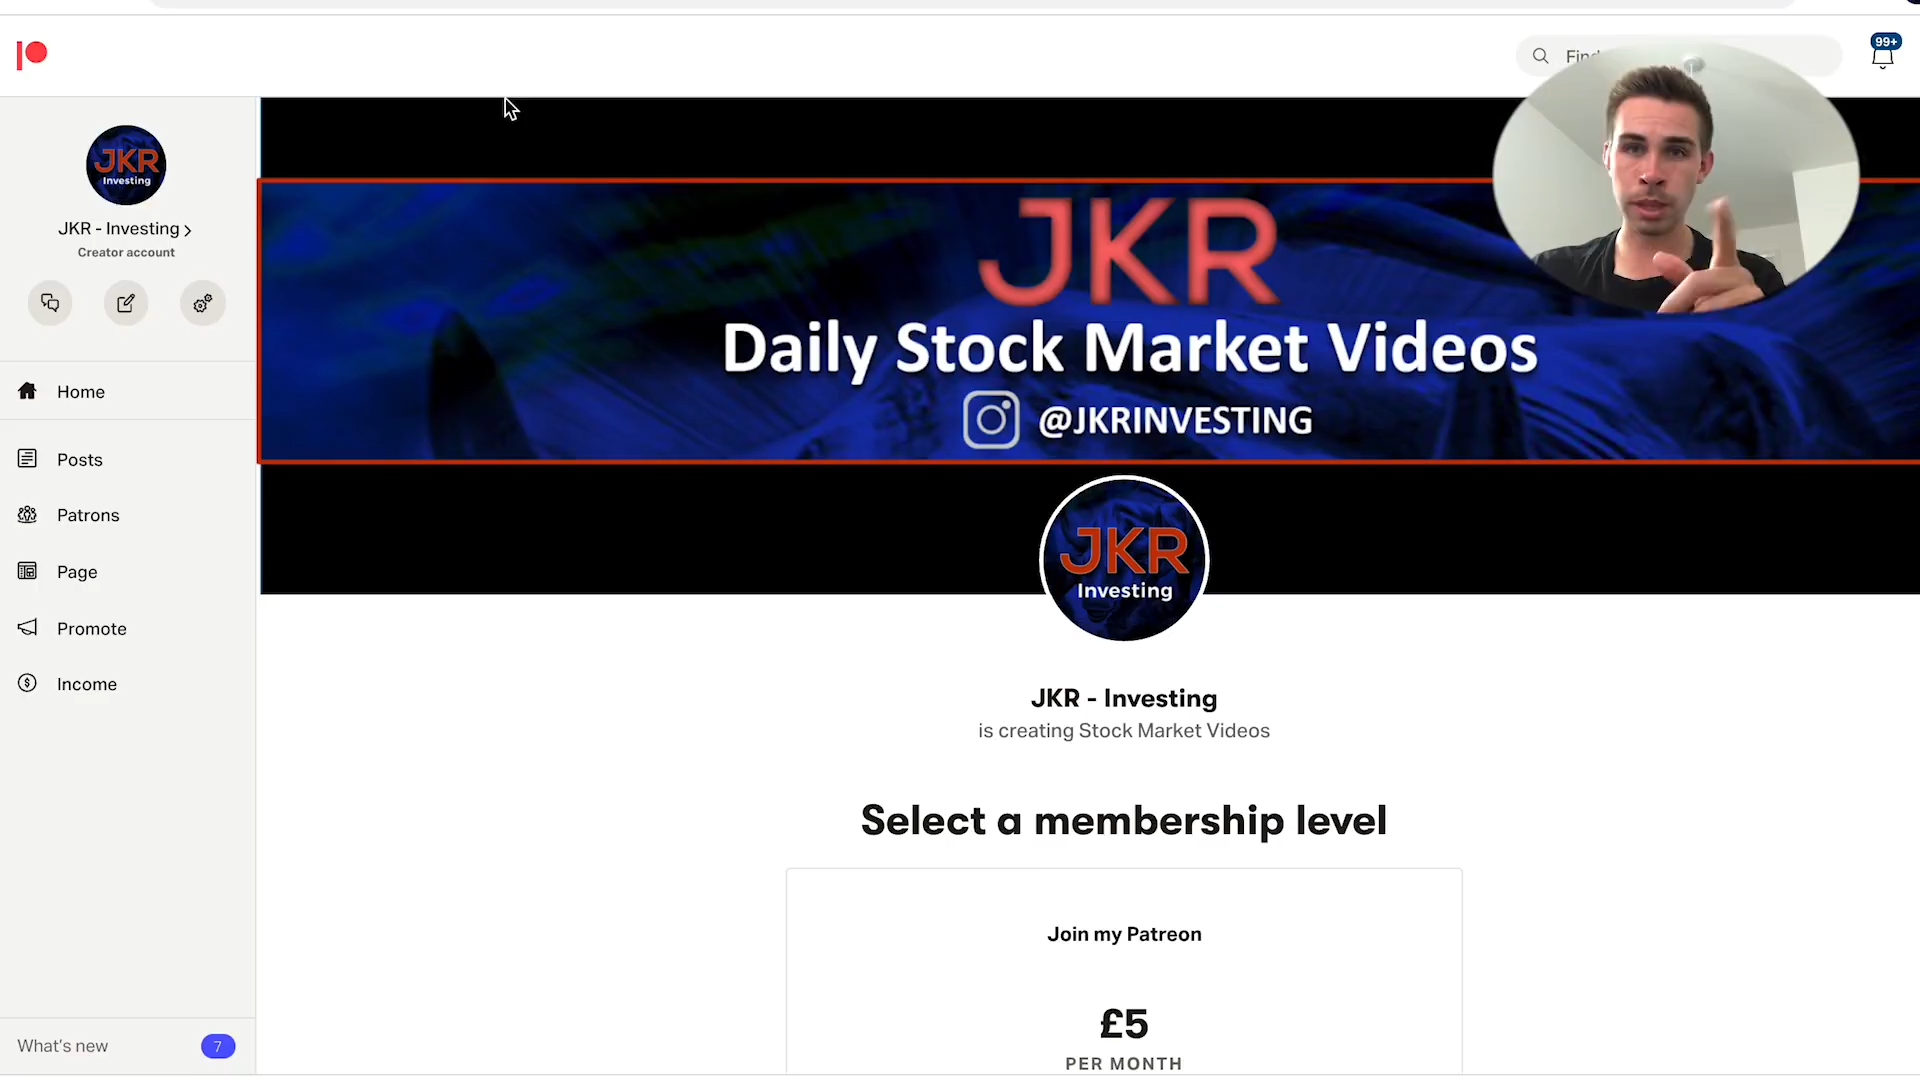 Fin
99+
JKR
Investing
JKR - Investing
Creator account
Home
Posts
Patrons
Page
Promote
Income
What's new
7
JKR
Daily Stock Market Videos
@JKRINVESTING
JKR
Investing
JKR - Investing
is creating Stock Market Videos
Select a membership level
Join my Patreon
£5
PER MONTH